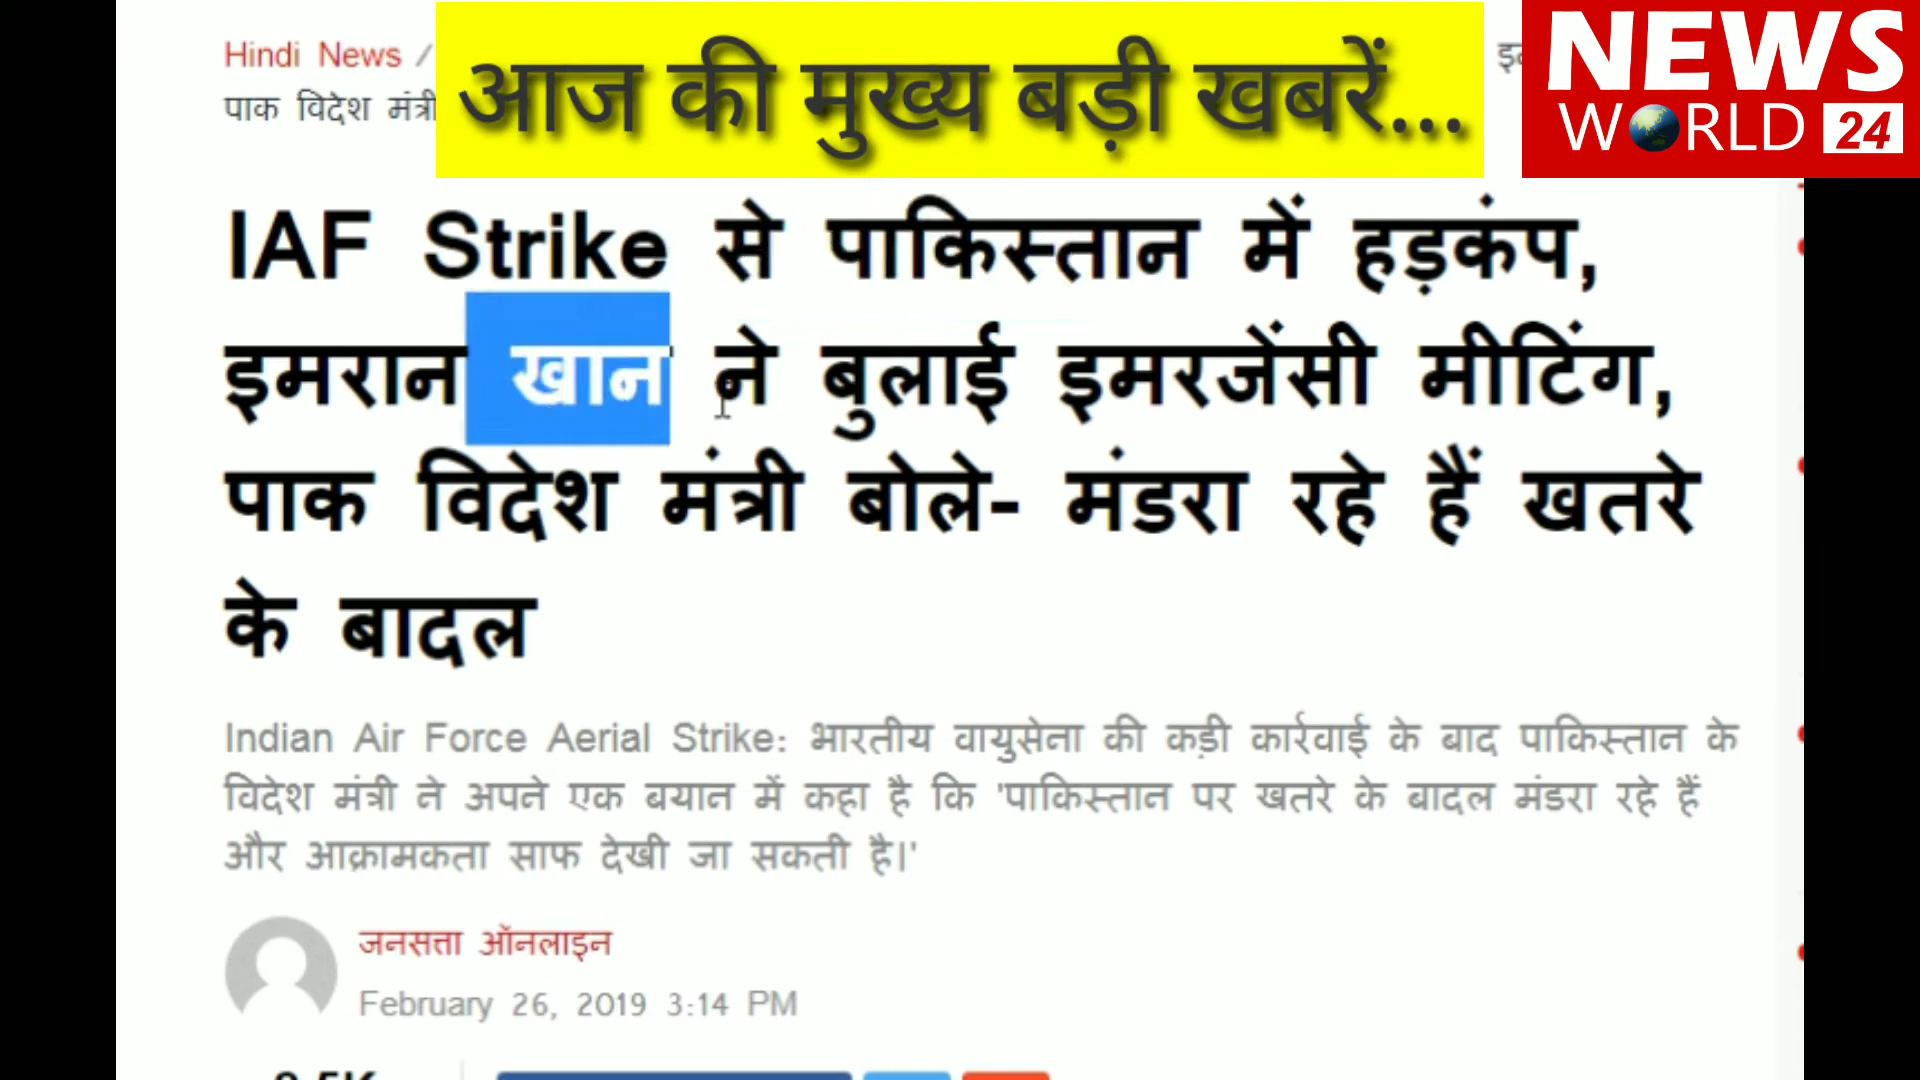 Hindi News /
पाक विदेश मंत्री
आज की मुख्य बड़ी खबरें...
NEWS
WORLD 24
IAF Strike से पाकिस्तान में हड़कंप,
इमरान खान ने बुलाई इमरजेंसी मीटिंग,
पाक विदेश मंत्री बोले- मंडरा रहे हैं खतरे
के बादल
Indian Air Force Aerial Strike: भारतीय वायुसेना की कड़ी कार्रवाई के बाद पाकिस्तान के
विदेश मंत्री ने अपने एक बयान में कहा है कि 'पाकिस्तान पर खतरे के बादल मंडरा रहे हैं
और आक्रामकता साफ देखी जा सकती है।'
जनसत्ता ऑनलाइन
February 26, 2019 3:14 PM